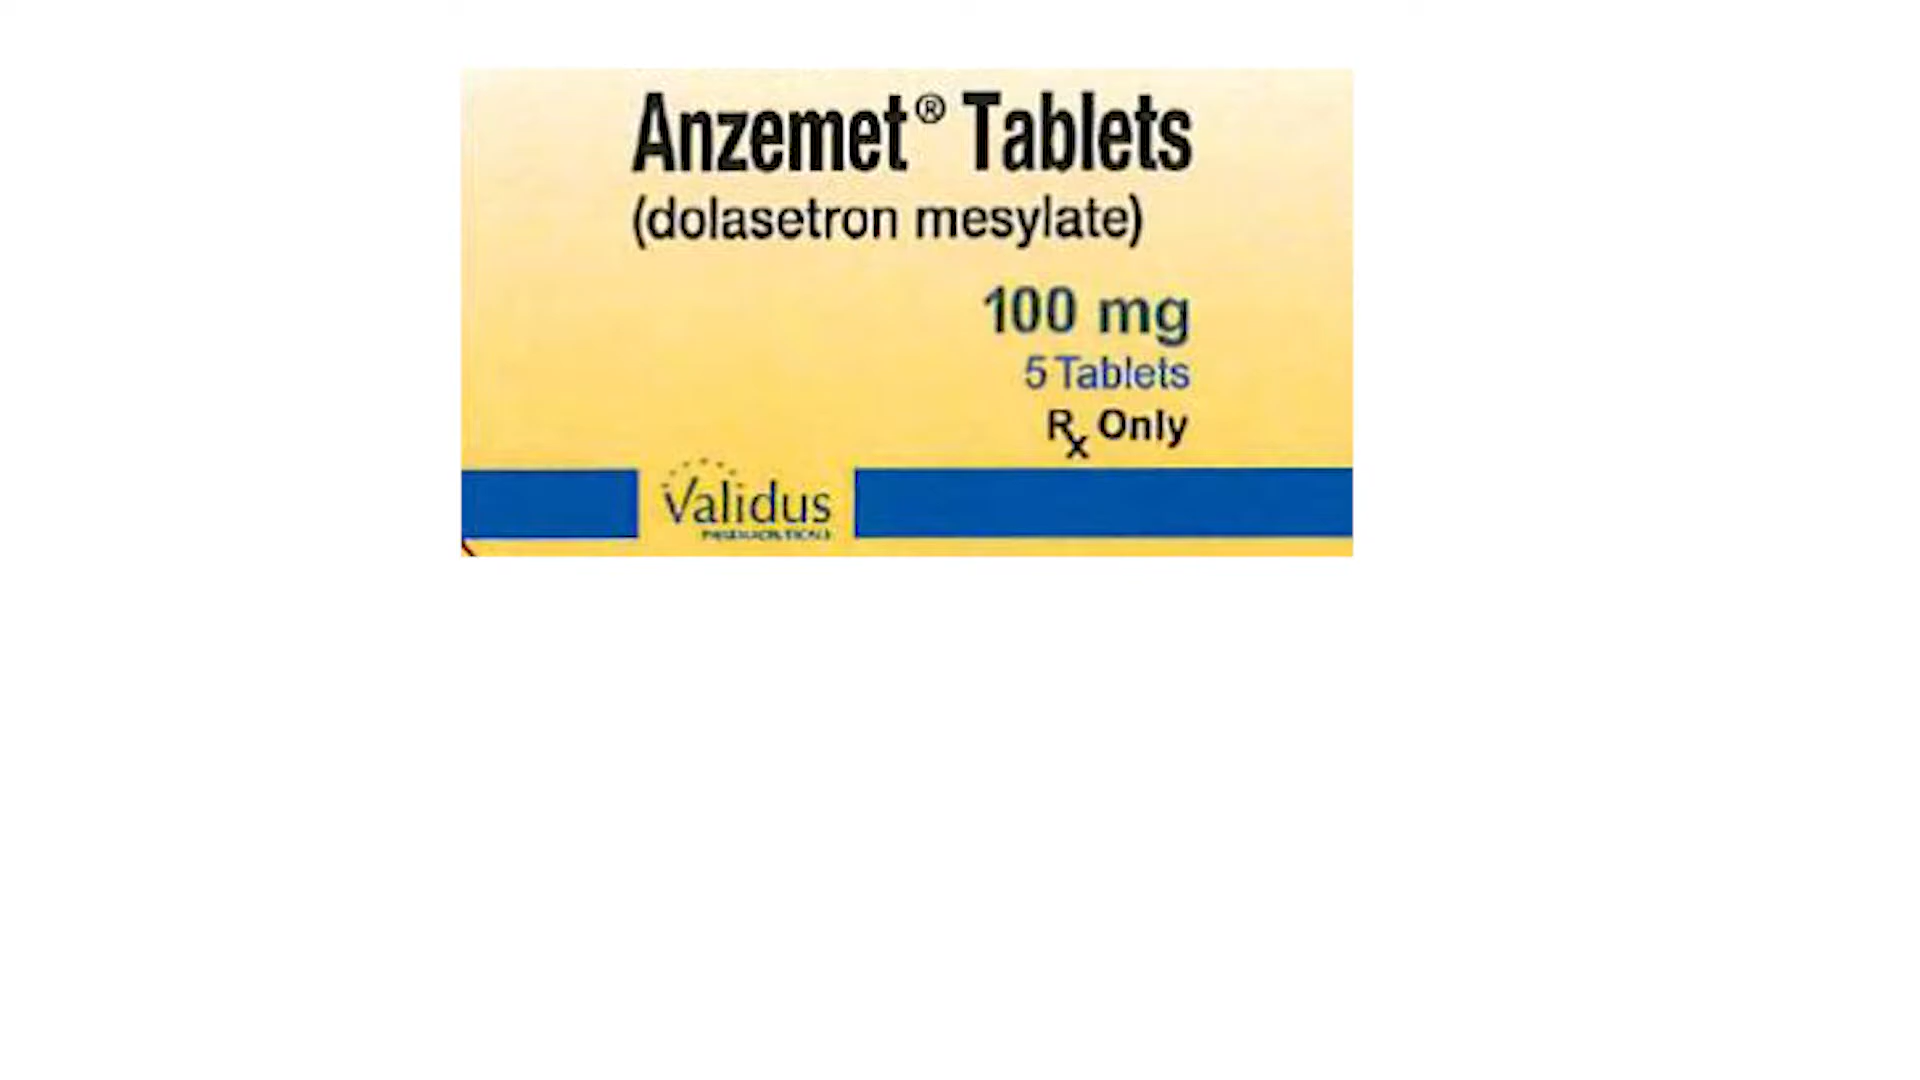 Anzemet® Tablets
(dolasetron mesylate)
100 mg
5 Tablets
Rx Only
Validus